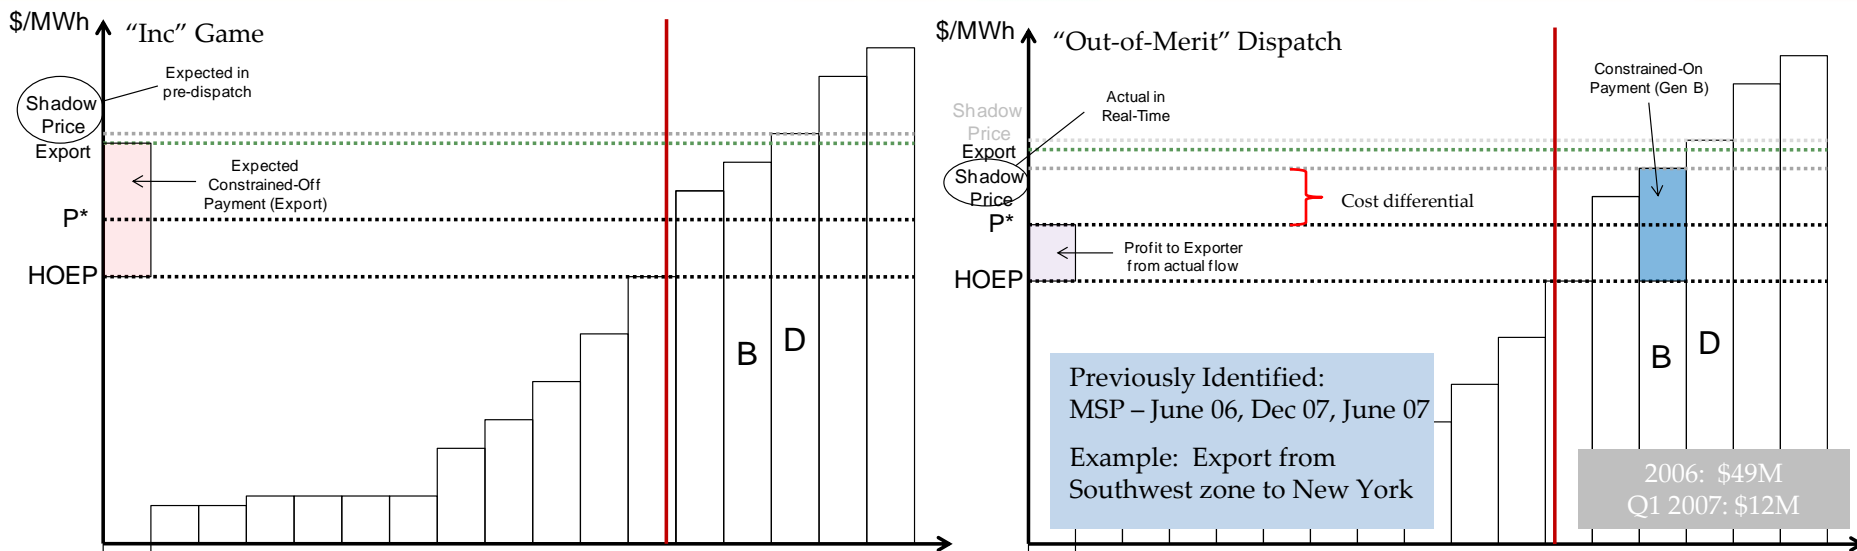 $/MWh
“Inc” Game
Expected in
pre-dispatch
Shadow
Price
Export
Expected
Constrained-Off
Payment (Export)
P*
HOEP
B
D
$/MWh
“Out-of-Merit” Dispatch
Constrained-On
Payment (Gen B)
Actual in
Real-Time
Shadow
Price
Export
Shadow
Price
Cost differential
P*
Profit to Exporter
from actual flow
HOEP
B
D
Previously Identified:
MSP – June 06, Dec 07, June 07
Example: Export from
Southwest zone to New York
2006: $49M
Q1 2007: $12M